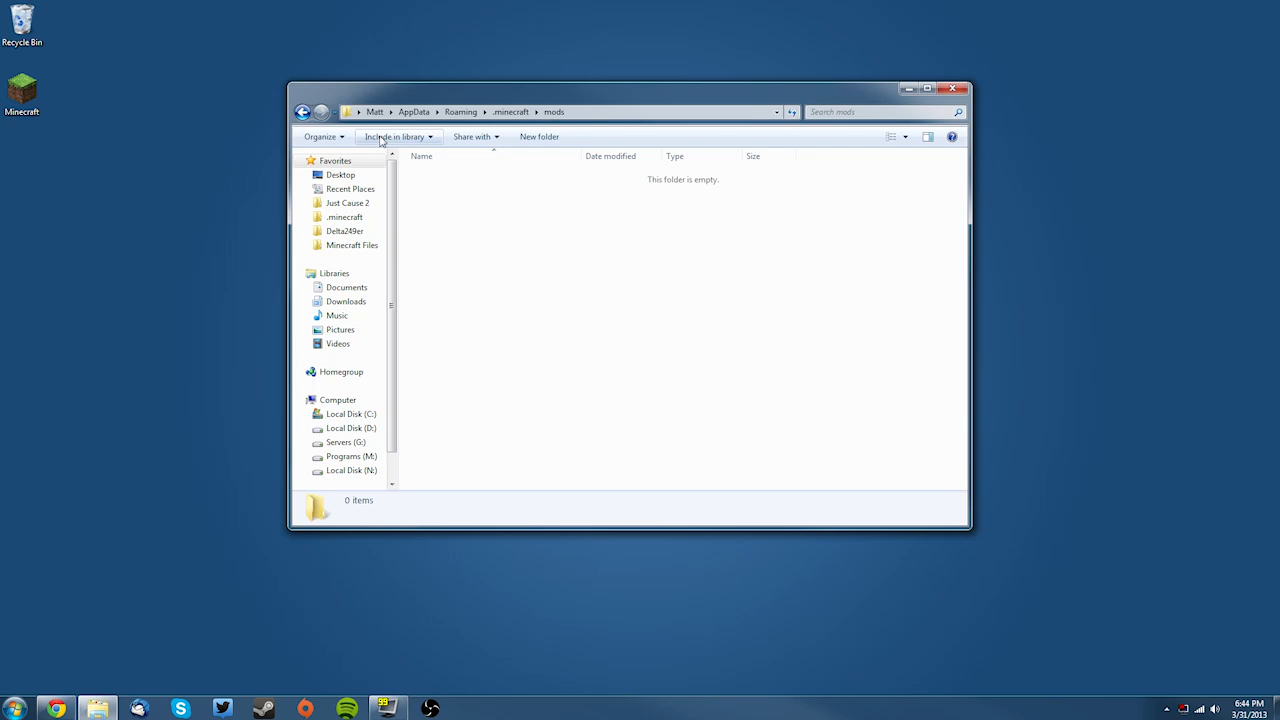 Recycle Bin
Minecraft
Matt AppData Roaming .minecraft mods
Search mods
Organize Include in library Share with New folder
Name Date modified Type Size
This folder is empty.
Favorites
Desktop
Recent Places
Just Cause 2
.minecraft
Delta249er
Minecraft Files
Libraries
Documents
Downloads
Music
Pictures
Videos
Homegroup
Computer
Local Disk (C:)
Local Disk (D:)
Servers (G:)
Programs (M:)
Local Disk (N:)
0 items
99
6:44 PM
3/31/2013